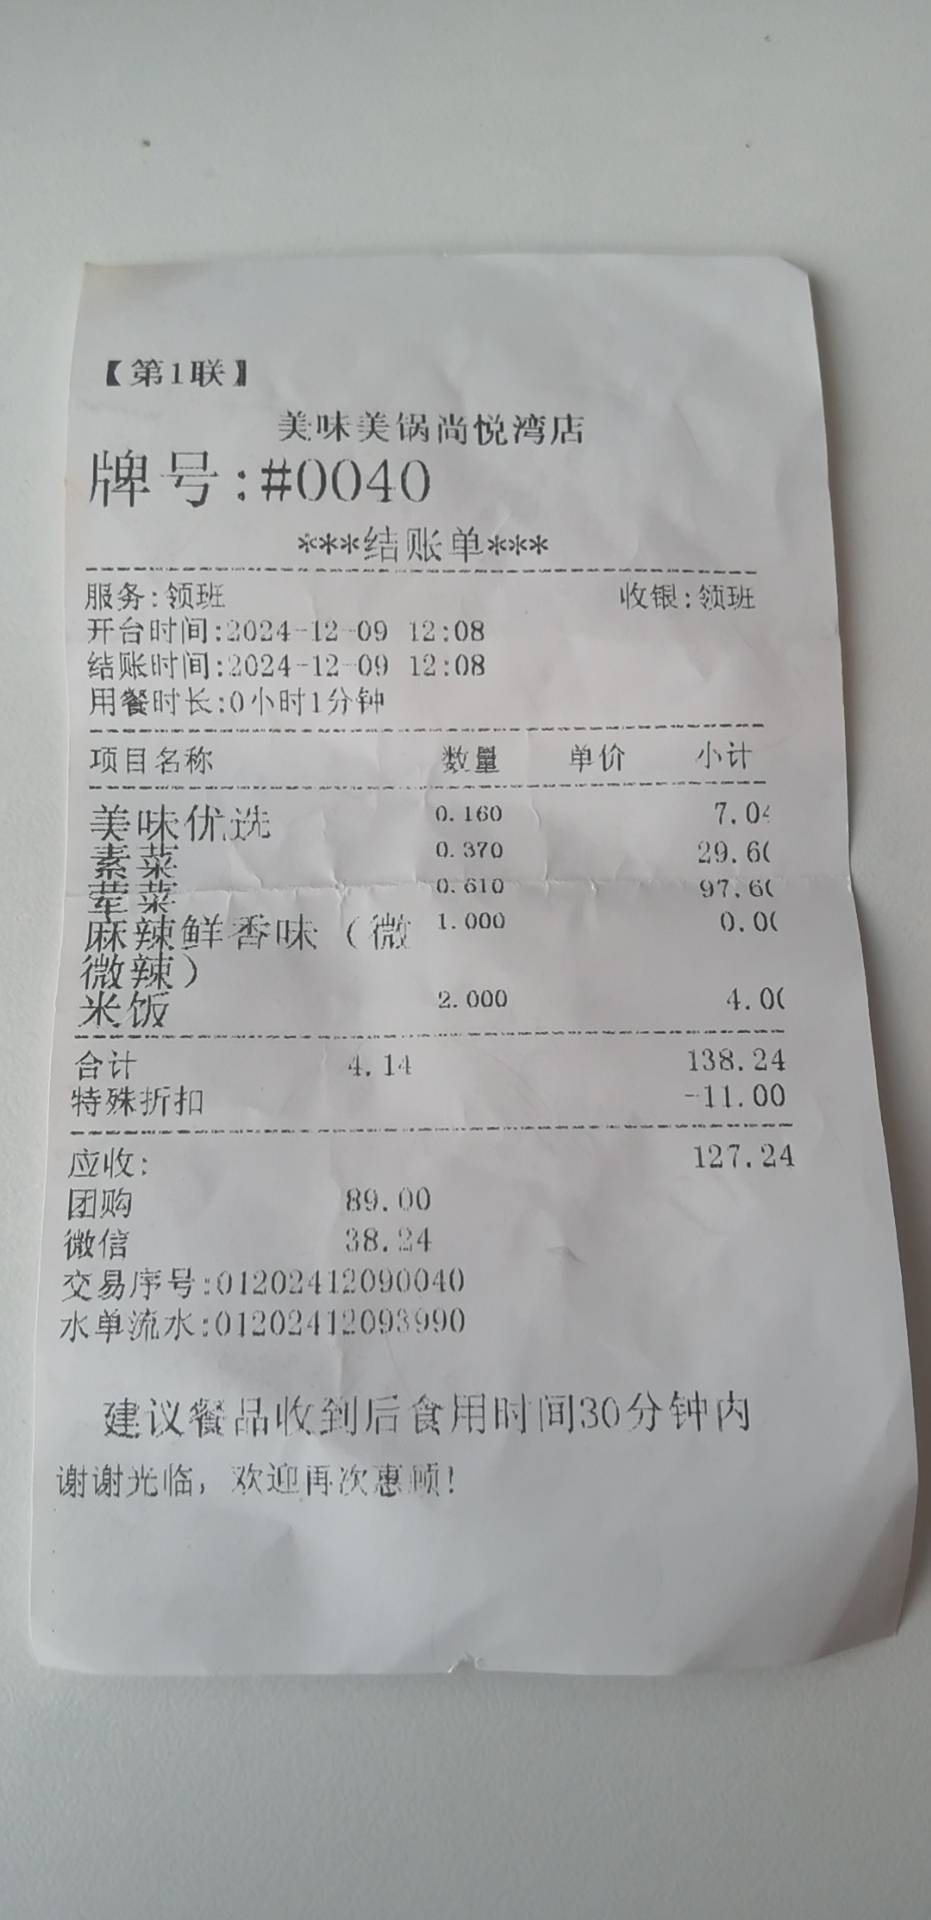 【第1联】
美味美锅尚悦湾店
牌号:#0040
***结账单***
服务:领班 收银:领班
开台时间:2024-12-09 12:08
结账时间:2024-12-09 12:08
用餐时长:0小时1分钟
项目名称 数量 单价 小计
美味优选 0.160 7.04
素菜 0.370 29.60
荤菜 0.610 97.60
麻辣鲜香味（微 1.000 0.00
微辣）
米饭 2.000 4.00
合计 4.14 138.24
特殊折扣 -11.00
应收: 127.24
团购 89.00
微信 38.24
交易序号:01202412090040
水单流水:01202412093990
建议餐品收到后食用时间30分钟内
谢谢光临，欢迎再次惠顾!